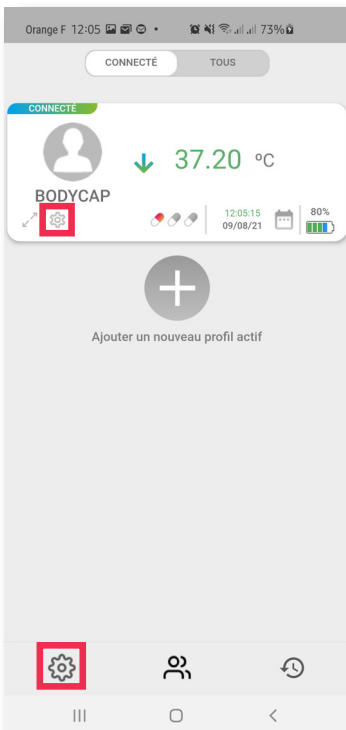 Orange F 12:05 73%
CONNECTÉ TOUS
CONNECTÉ
37.20 ºC
BODYCAP
12:05:15
09/08/21
80%
Ajouter un nouveau profil actif